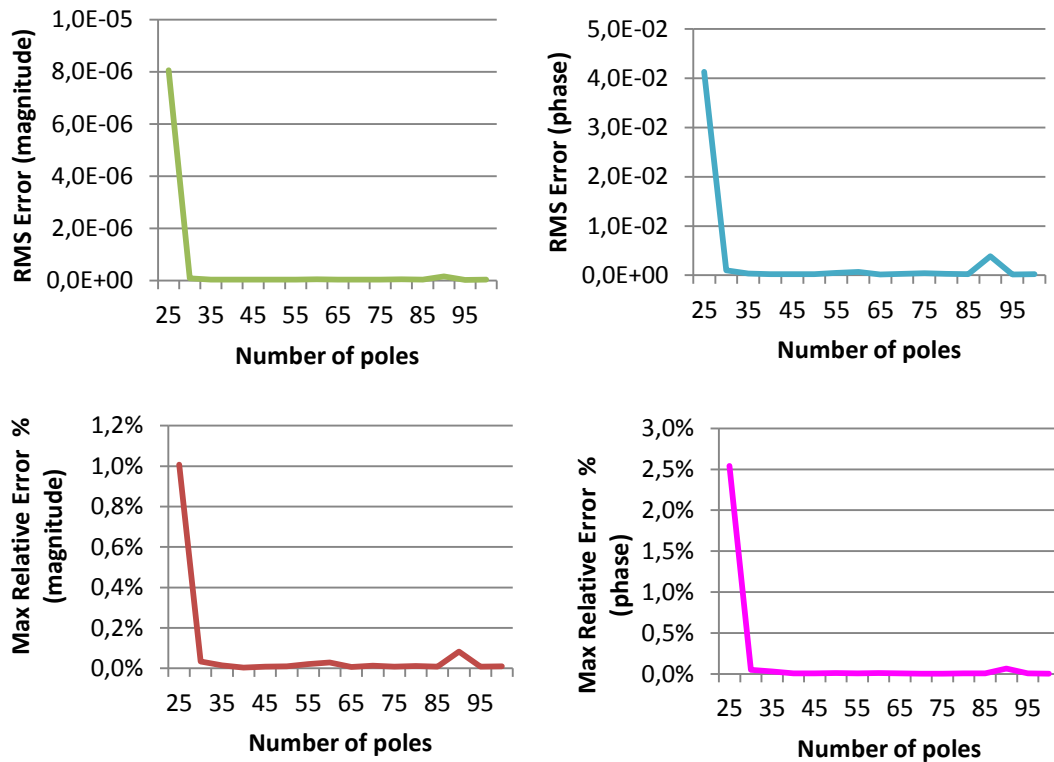 RMS Error (magnitude)
1,0E-05
8,0E-06
6,0E-06
4,0E-06
2,0E-06
0,0E+00
25 35 45 55 65 75 85 95
Number of poles
RMS Error (phase)
5,0E-02
4,0E-02
3,0E-02
2,0E-02
1,0E-02
0,0E+00
25 35 45 55 65 75 85 95
Number of poles
Max Relative Error %
(magnitude)
1,2%
1,0%
0,8%
0,6%
0,4%
0,2%
0,0%
25 35 45 55 65 75 85 95
Number of poles
Max Relative Error %
(phase)
3,0%
2,5%
2,0%
1,5%
1,0%
0,5%
0,0%
25 35 45 55 65 75 85 95
Number of poles